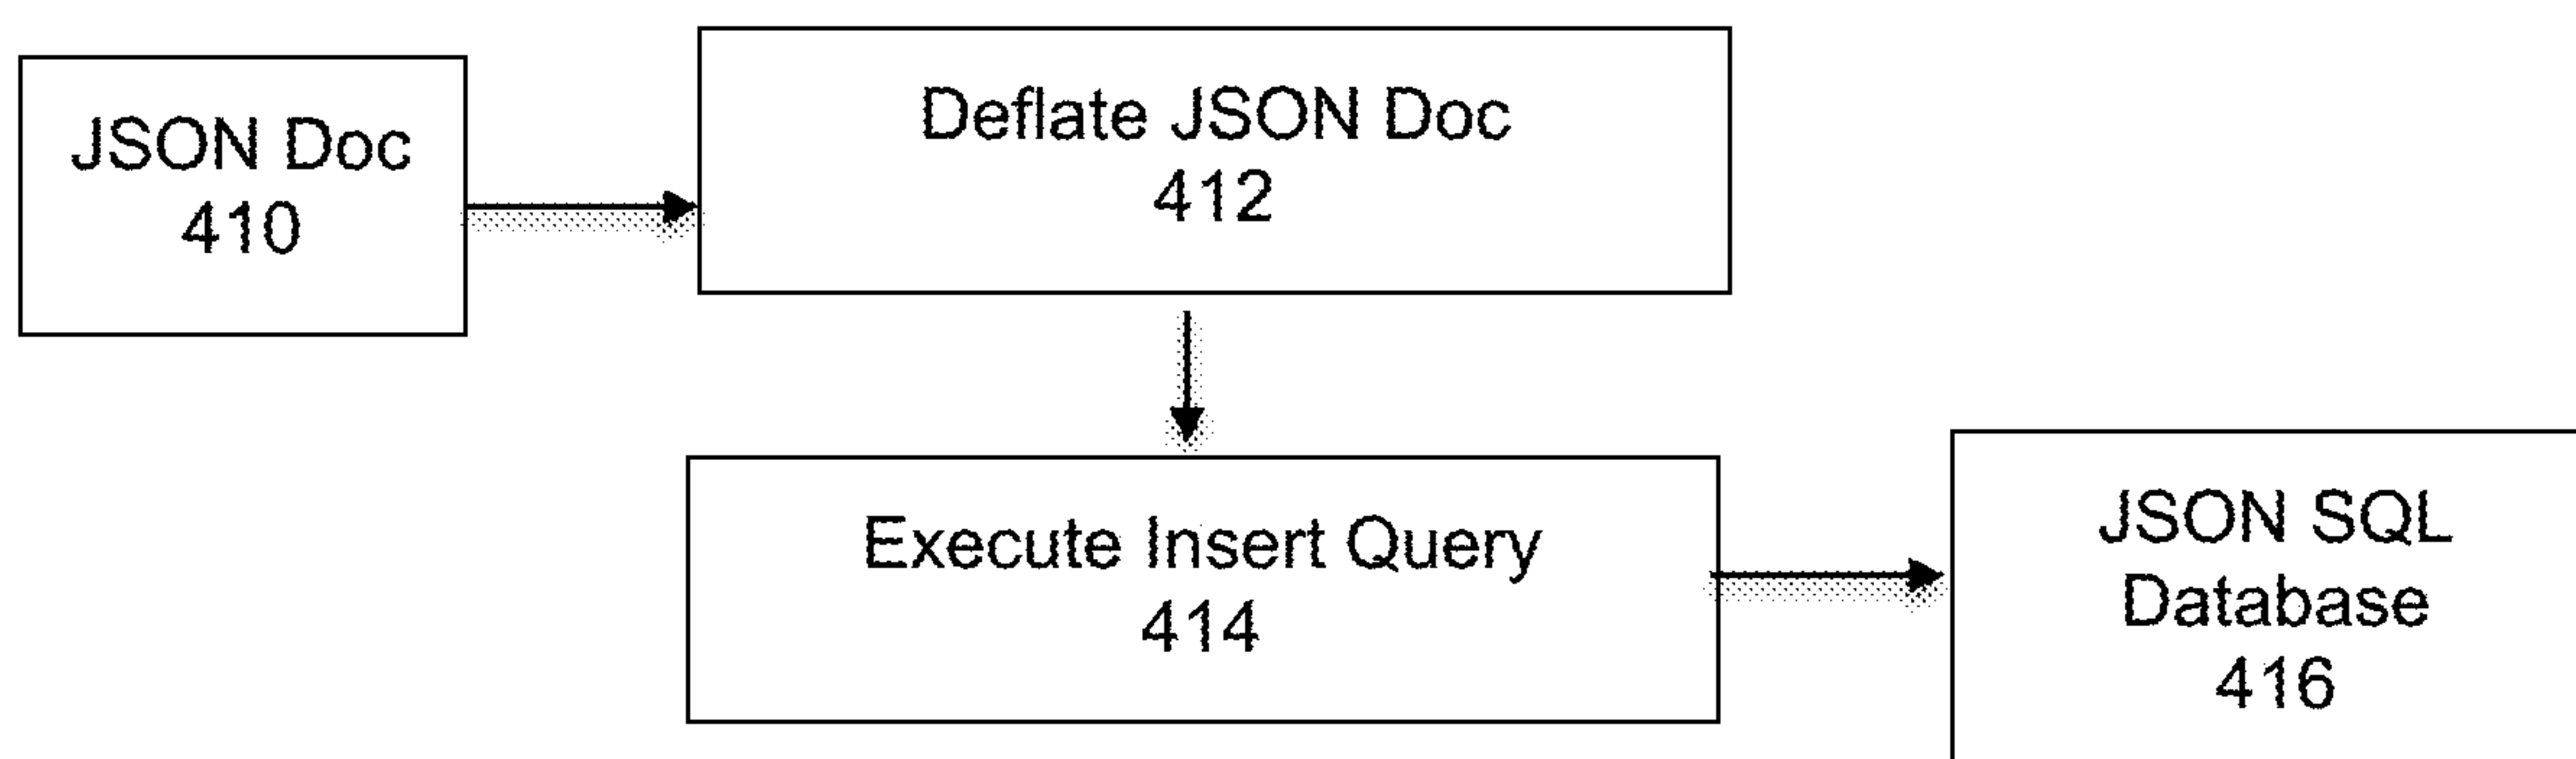 JSON Doc
410
Deflate JSON Doc
412
Execute Insert Query
414
JSON SQL
Database
416